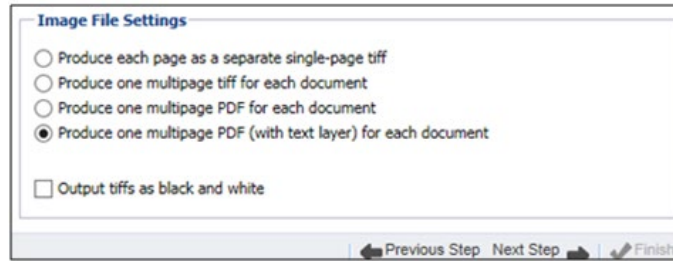 Image File Settings
Produce each page as a separate single-page tiff
Produce one multipage tiff for each document
Produce one multipage PDF for each document
Produce one multipage PDF (with text layer) for each document
Output tiffs as black and white
Previous Step Next Step Finish